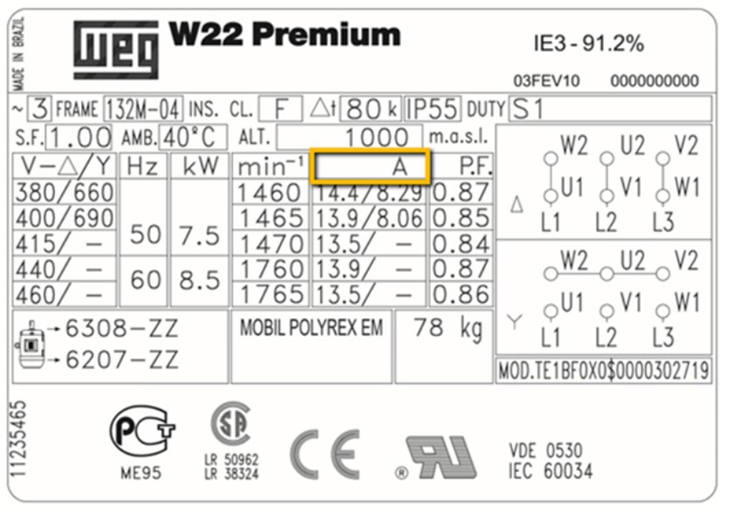 MADE IN BRAZIL
WEG W22 Premium
IE3 - 91.2%
03FEV10 0000000000
~ 3 FRAME 132M-04 INS. CL. F Δt 80 k IP55 DUTY S1
S.F. 1.00 AMB. 40°C ALT. 1000 m.a.s.l.
V-Δ/Y Hz kW min⁻¹ A P.F.
380/660 1460 14.4/8.29 0.87
400/690 1465 13.9/8.06 0.85
415/ - 50 7.5 1470 13.5/ - 0.84
440/ - 60 8.5 1760 13.9/ - 0.87
460/ - 1765 13.5/ - 0.86
W2 U2 V2
Δ U1 V1 W1
L1 L2 L3
W2 U2 V2
Y U1 V1 W1
L1 L2 L3
6308-ZZ MOBIL POLYREX EM 78 kg
6207-ZZ
MOD.TE1BF0X0$0000302719
11235465
PCT
ME95
SA
LR 50962
LR 38324
CE
® RU
VDE 0530
IEC 60034